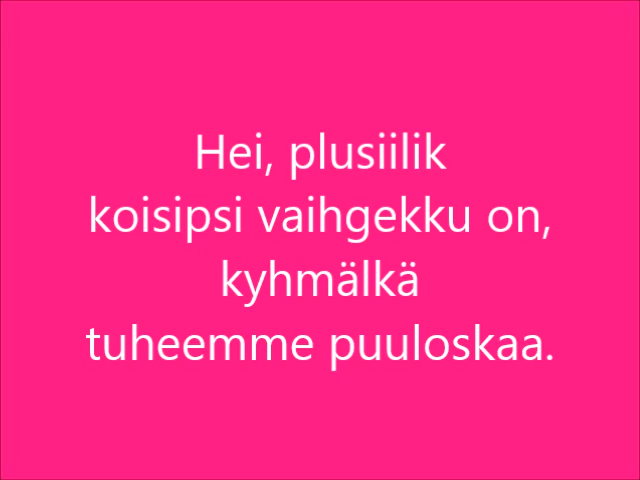 Hei, plusiilik
koisipsi vaihgekku on,
kyhmälkä
tuheemme puuloskaa.